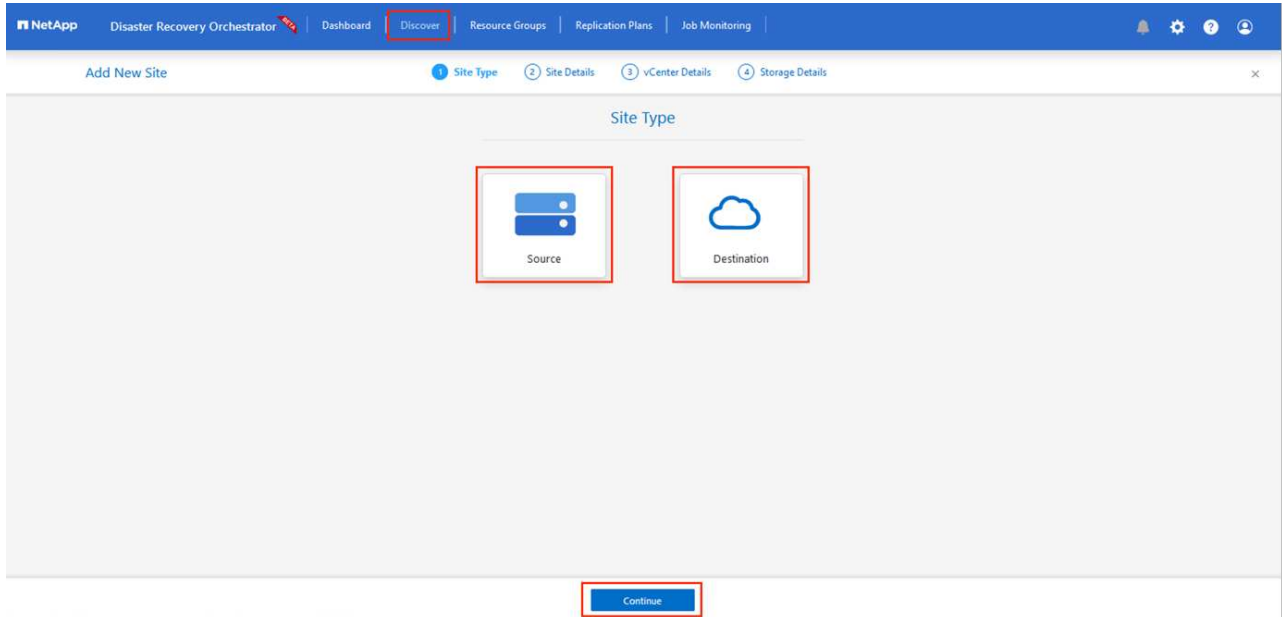 NetApp Disaster Recovery Orchestrator BETA Dashboard Discover Resource Groups Replication Plans Job Monitoring ?
Add New Site 1 Site Type 2 Site Details 3 vCenter Details 4 Storage Details ×
Site Type
Source Destination
Continue